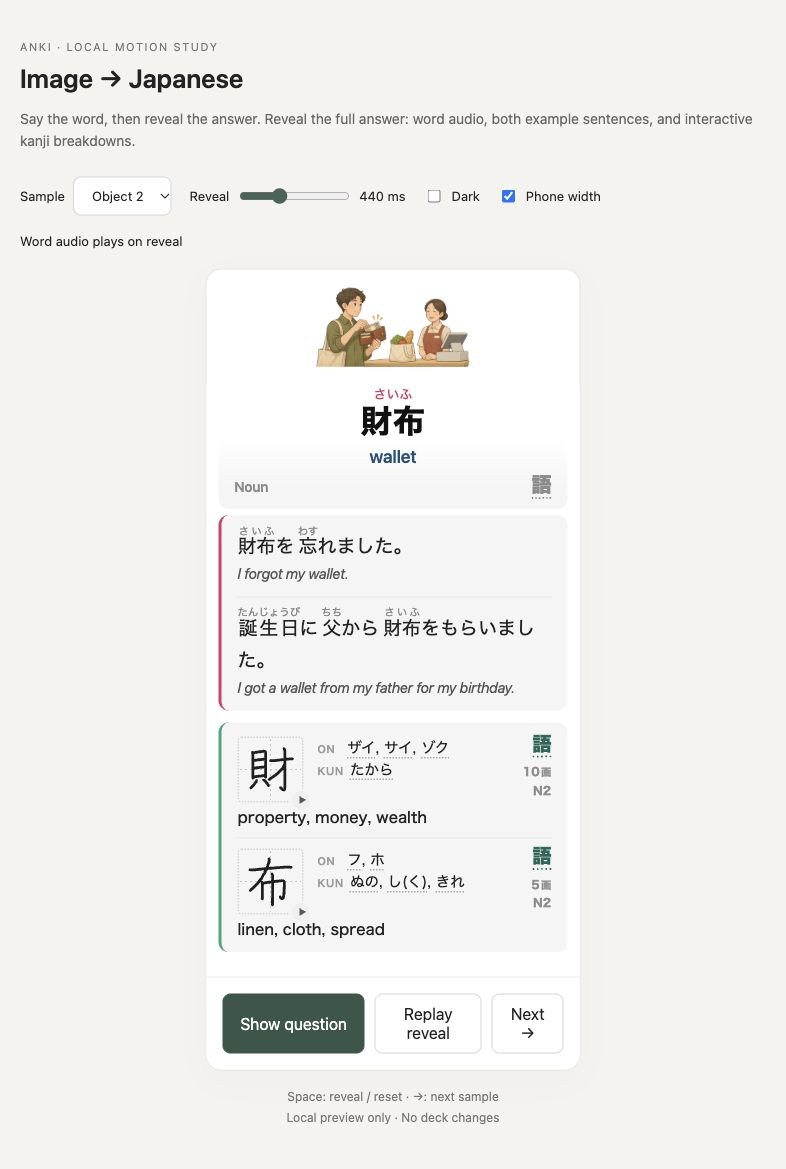 ANKI · LOCAL MOTION STUDY
Image → Japanese
Say the word, then reveal the answer. Reveal the full answer: word audio, both example sentences, and interactive
kanji breakdowns.
Sample Object 2 Reveal 440 ms Dark Phone width
Word audio plays on reveal
さいふ
財布
wallet
Noun 語
さいふ わす
財布を 忘れました。
I forgot my wallet.
たんじょうび ちち さいふ
誕生日に 父から 財布をもらいまし
た。
I got a wallet from my father for my birthday.
財 ON ザイ, サイ, ゾク 語
KUN たから 10画
N2
property, money, wealth
布 ON フ, ホ 語
KUN ぬの, し(く), きれ 5画
N2
linen, cloth, spread
Show question Replay reveal Next →
Space: reveal / reset · →: next sample
Local preview only · No deck changes